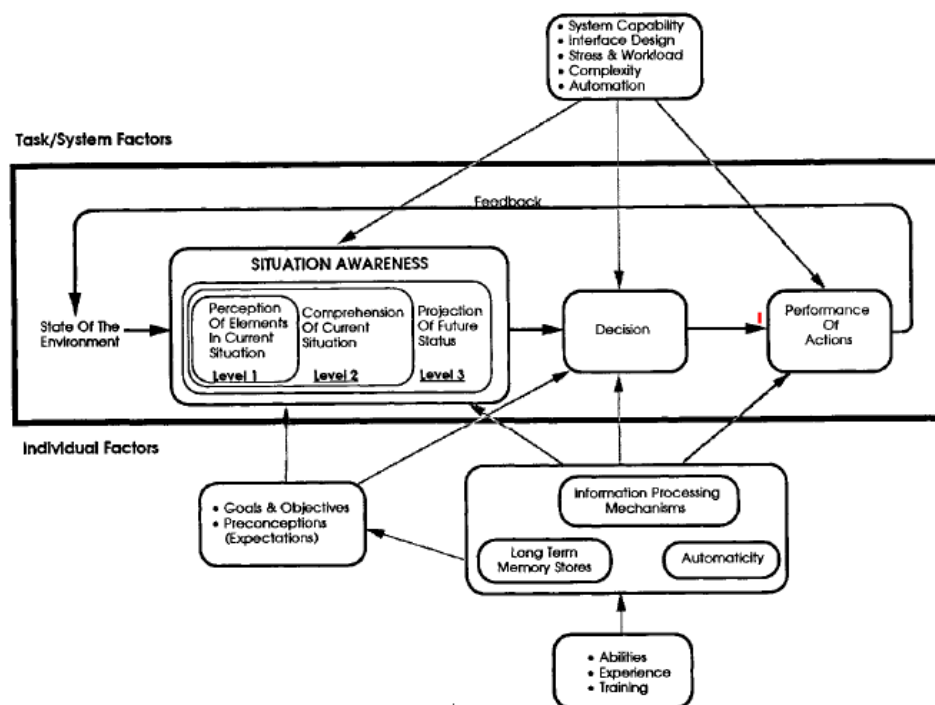 • System Capability
• Interface Design
• Stress & Workload
• Complexity
• Automation
Task/System Factors
Feedback
SITUATION AWARENESS
Perception
Of Elements
In Current
Situation
Level 1
Comprehension
Of Current
Situation
Level 2
Projection
Of Future
Status
Level 3
State Of The
Environment
Decision
Performance
Of
Actions
Individual Factors
• Goals & Objectives
• Preconceptions
(Expectations)
Information Processing
Mechanisms
Long Term
Memory Stores
Automaticity
• Abilities
• Experience
• Training